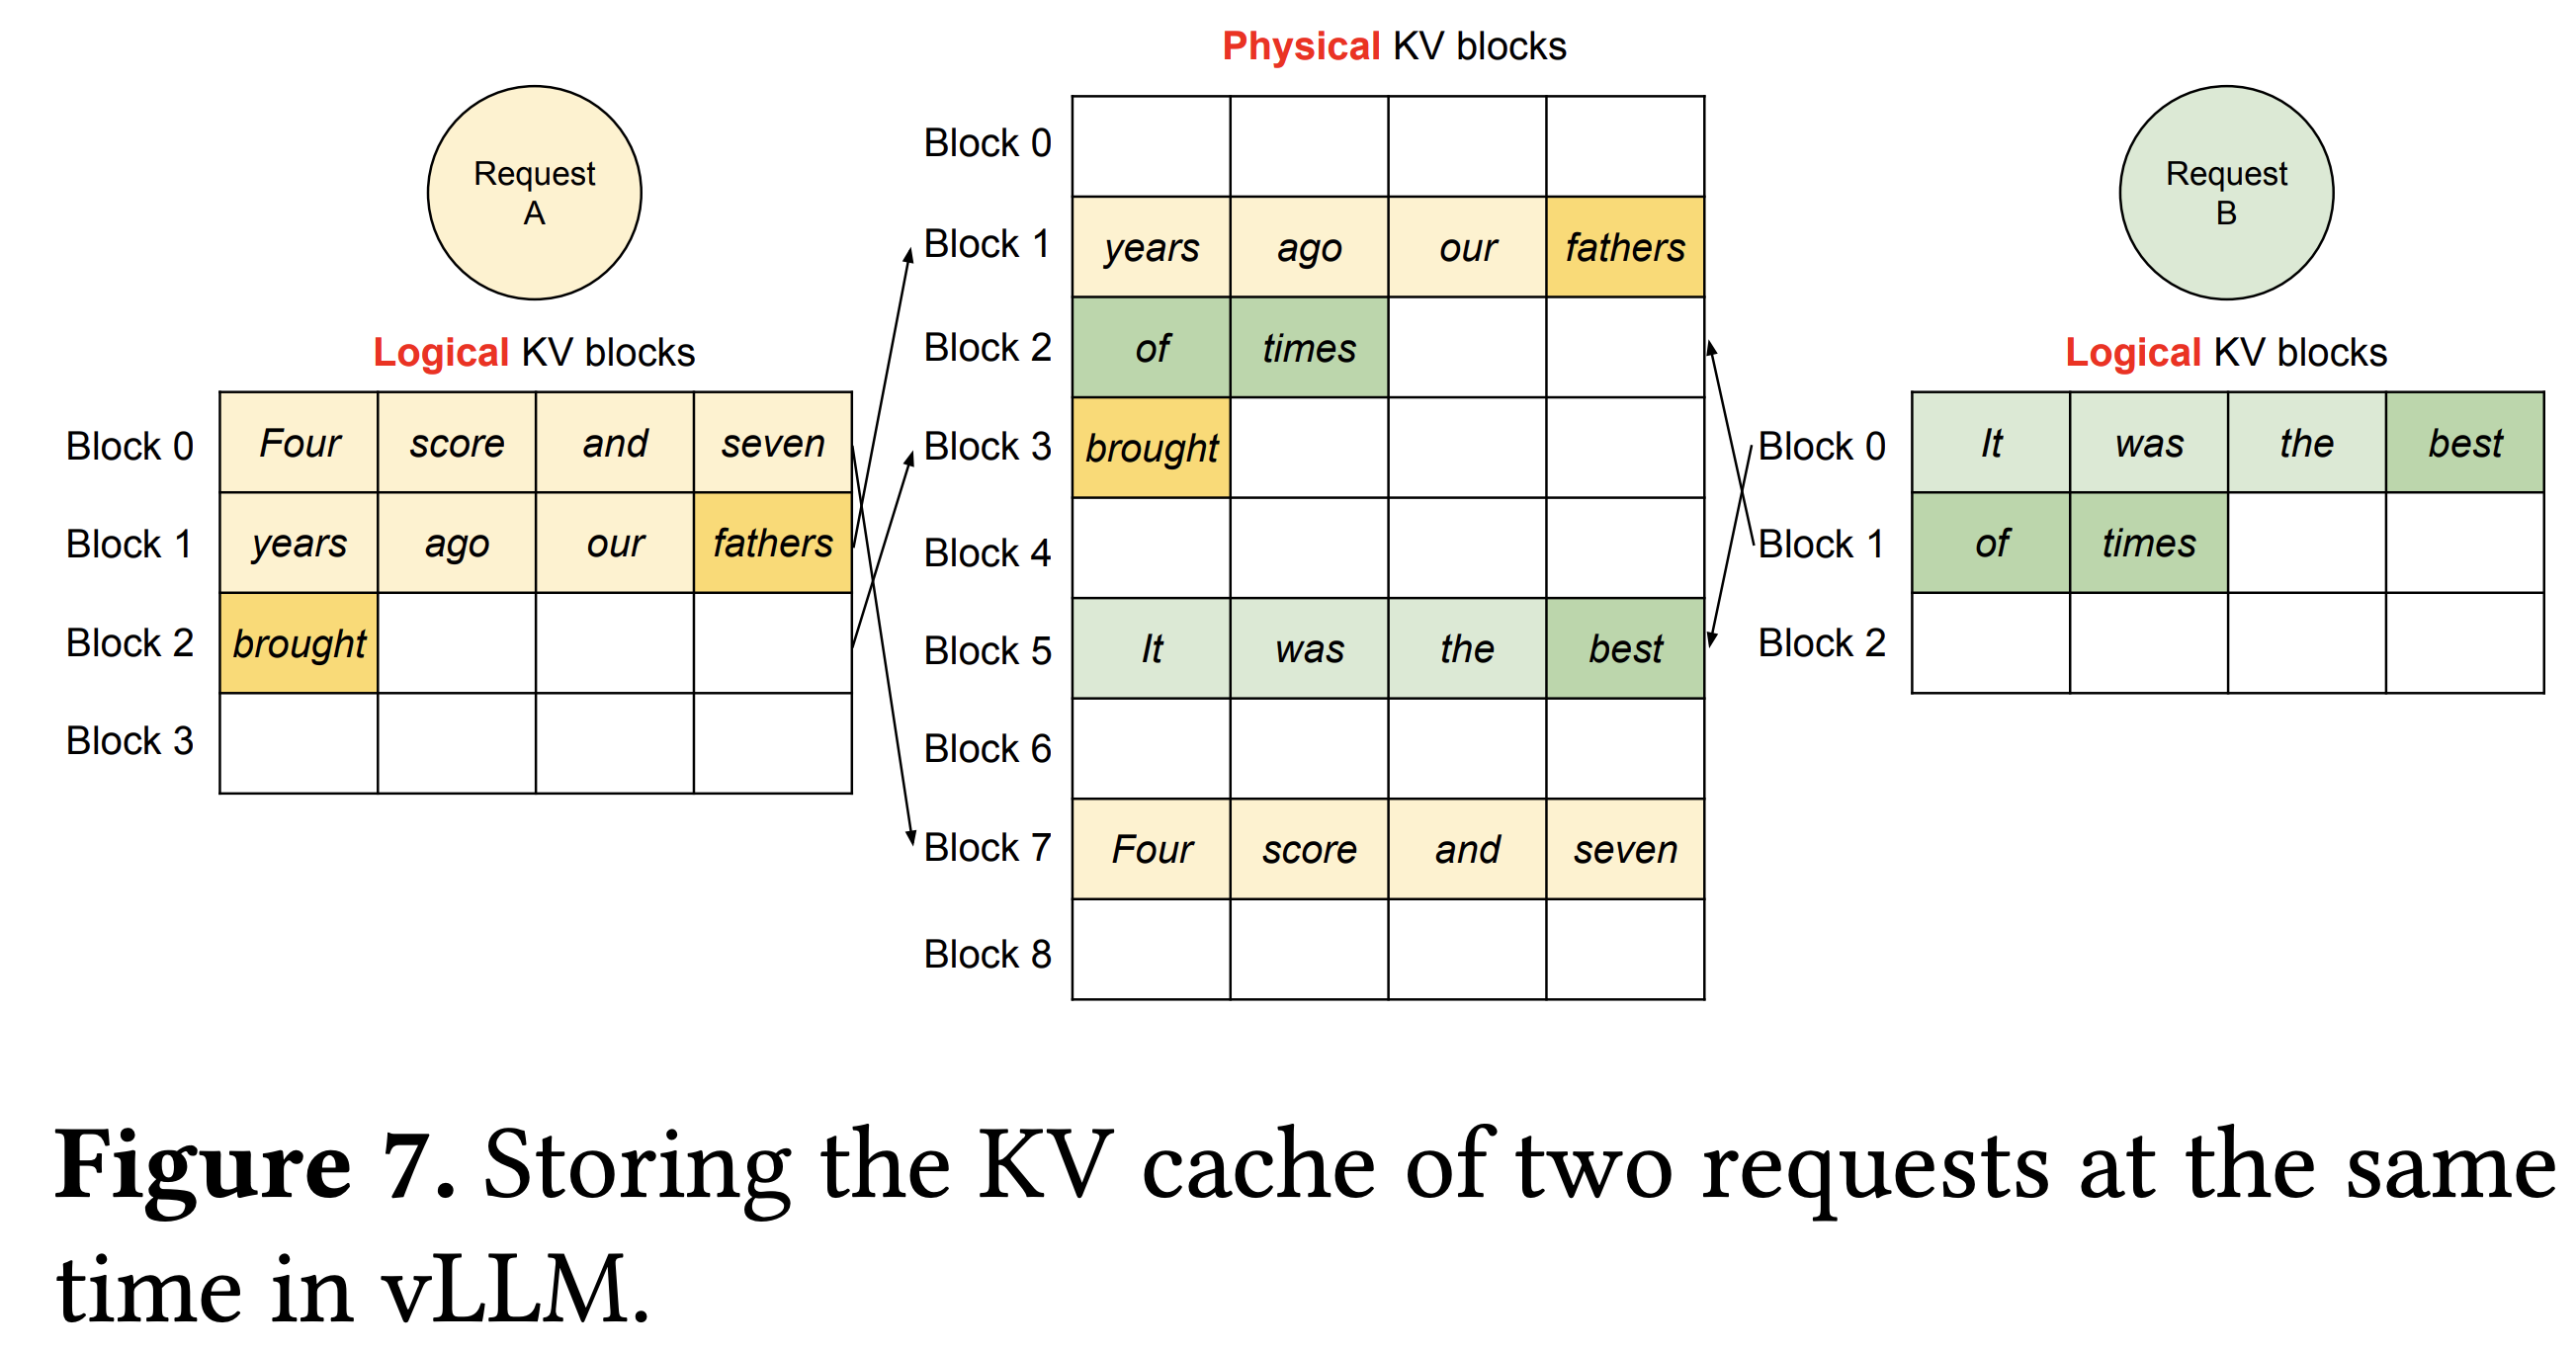 Physical KV blocks
Request
A
Logical KV blocks
Block 0 Four score and seven
Block 1 years ago our fathers
Block 2 brought
Block 3
Block 0
Block 1 years ago our fathers
Block 2 of times
Block 3 brought
Block 4
Block 5 It was the best
Block 6
Block 7 Four score and seven
Block 8
Request
B
Logical KV blocks
Block 0 It was the best
Block 1 of times
Block 2
Figure 7. Storing the KV cache of two requests at the same
time in vLLM.